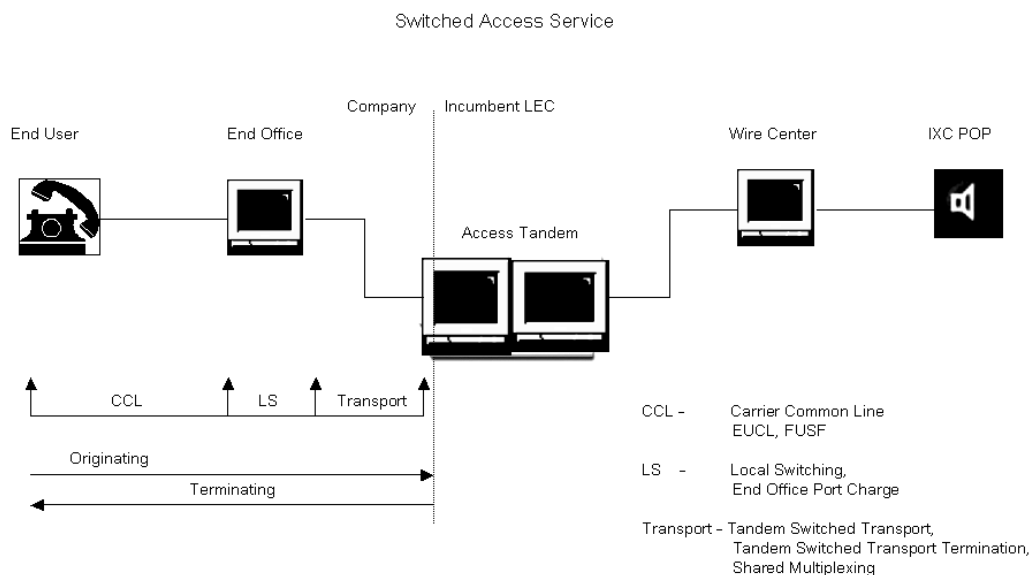 Switched Access Service
Company
Incumbent LEC
End User
End Office
Wire Center
IXC POP
Access Tandem
CCL
LS
Transport
Originating
Terminating
CCL - Carrier Common Line
EUCL, FUSF
LS - Local Switching,
End Office Port Charge
Transport - Tandem Switched Transport,
Tandem Switched Transport Termination,
Shared Multiplexing